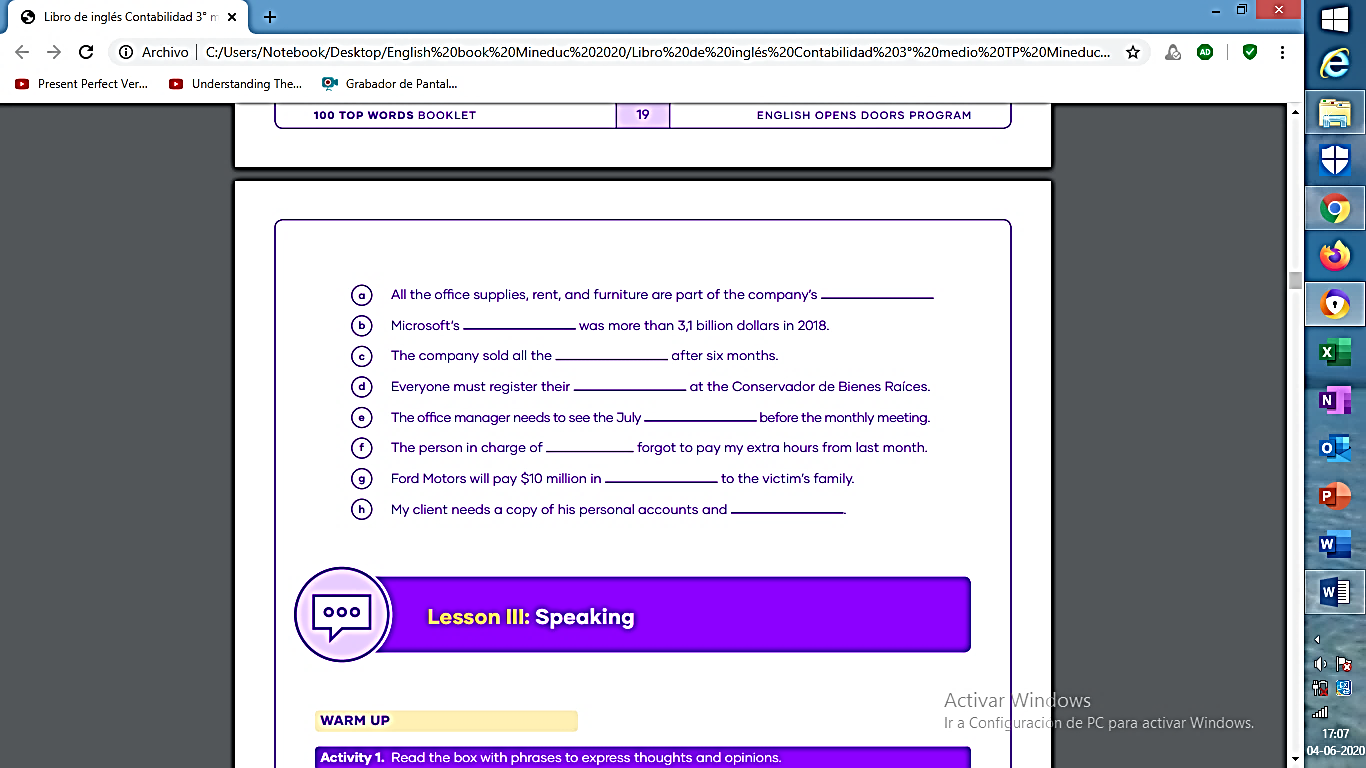 Libro de inglés Contabilidad 3° m
Archivo
C:/Users/Notebook/Desktop/English%20book%20Mineduc%202020/Libro%20de%20inglés%20Contabilidad%203°%20medio%20TP%20Mineduc...
Present Perfect Ver...
Understanding The...
Grabador de Pantal...
100 TOP WORDS BOOKLET
19
ENGLISH OPENS DOORS PROGRAM
a All the office supplies, rent, and furniture are part of the company's ____________
b Microsoft's ____________ was more than 3,1 billion dollars in 2018.
c The company sold all the ____________ after six months.
d Everyone must register their ____________ at the Conservador de Bienes Raíces.
e The office manager needs to see the July ____________ before the monthly meeting.
f The person in charge of ____________ forgot to pay my extra hours from last month.
g Ford Motors will pay $10 million in ____________ to the victim's family.
h My client needs a copy of his personal accounts and ____________.
Lesson III: Speaking
WARM UP
Activity 1. Read the box with phrases to express thoughts and opinions.
Activar Windows
Ir a Configuración de PC para activar Windows.
17:07
04-06-2020